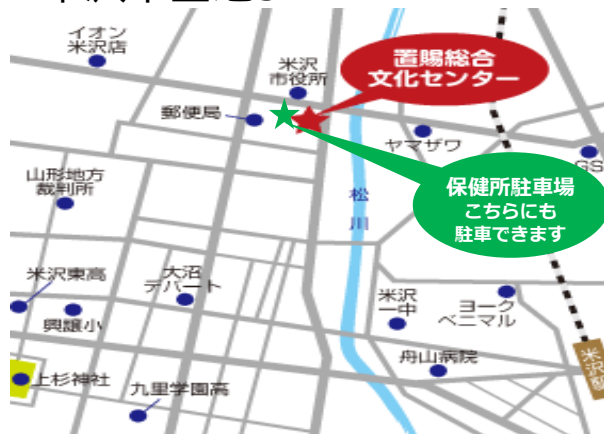 イオン
米沢店
米沢
市役所
置賜総合
文化センター
郵便局
ヤマザワ
GS
山形地方
裁判所
松川
保健所駐車場
こちらにも
駐車できます
米沢東高
大沼
デパート
興譲小
米沢
一中
ヨーク
ベニマル
舟山病院
米沢駅
上杉神社
九里学園高